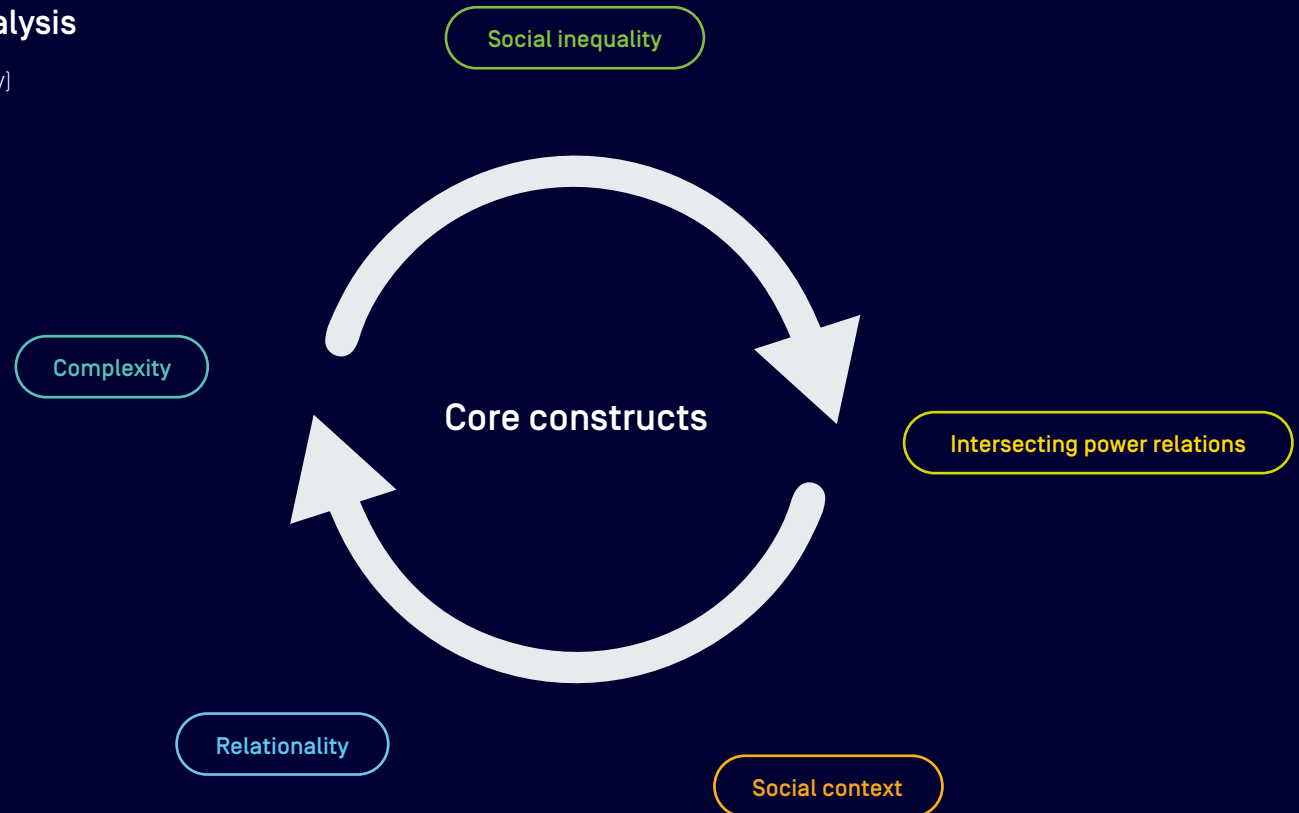 alysis
y]
Social inequality
Complexity
Core constructs
Intersecting power relations
Relationality
Social context